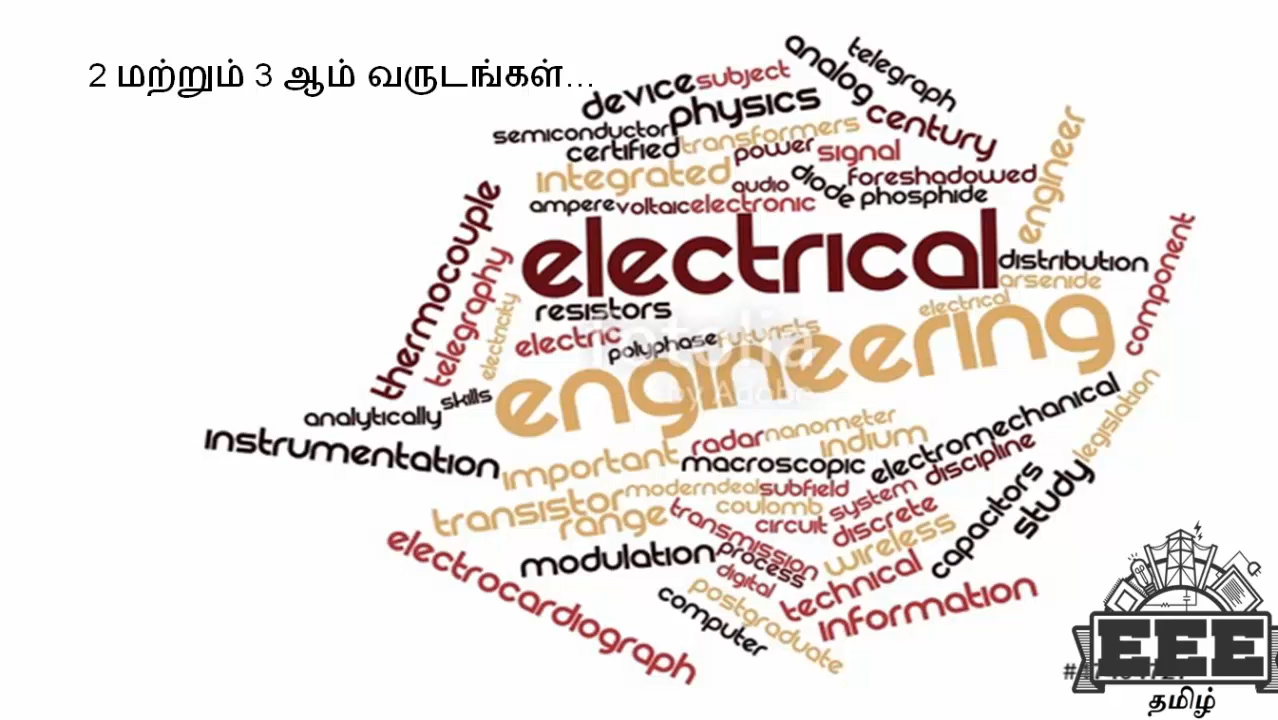 2 மற்றும் 3 ஆம் வருடங்கள்...
telegraph
analog
device subject
physics
century
semiconductor
transformers
certified
power signal
engineer
integrated
audio
diode
foreshadowed
phosphide
ampere voltaic electronic
thermocouple
telegraphy
electricity
electrical
distribution
arsenide
component
resistors
electrical
electric
polyphase futurists
engineering
skills
analytically
instrumentation
important
radar nanometer
indium
macroscopic
electromechanical
legislation
discipline
study
capacitors
transistor
moderndeal subfield
system
range
coulomb
circuit
discrete
transmission
wireless
modulation process
digital
technical
electrocardiograph
postgraduate
computer
information
EEE
தமிழ்